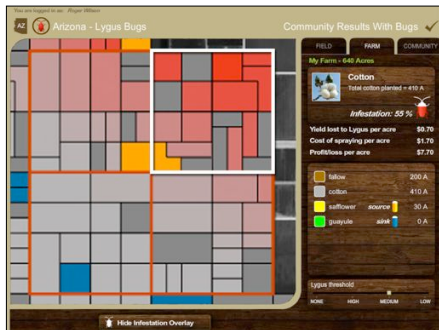 You are logged in as: Roger Wilson
AZ
Arizona - Lygus Bugs
Community Results With Bugs
FIELD
FARM
COMMUNITY
My Farm - 640 Acres
Cotton
Total cotton planted = 410 A
Infestation: 55 %
Yield lost to Lygus per acre $0.70
Cost of spraying per acre $1.70
Profit/loss per acre $7.70
fallow 200 A
cotton 410 A
safflower source 30 A
guayule sink 0 A
Lygus threshold
NONE HIGH MEDIUM LOW
Hide Infestation Overlay